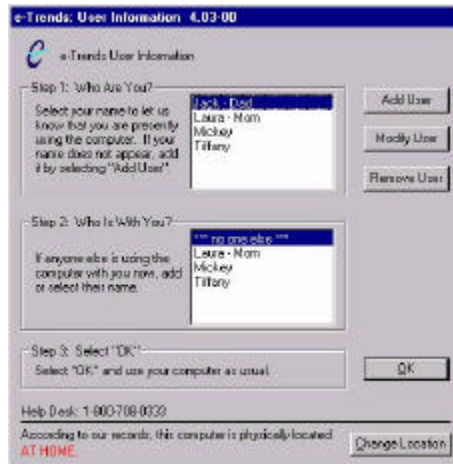 e-Trends: User Information 4.03-00
e-Trends User Information
Step 1: Who Are You?
Select your name to let us
know that you are presently
using the computer. If your
name does not appear, add
it by selecting "Add User".
Jack - Dad
Laura - Mom
Mickey
Tiffany
Add User
Modify User
Remove User
Step 2: Who Is With You?
If anyone else is using the
computer with you now, add
or select their name.
*** no one else ***
Laura - Mom
Mickey
Tiffany
Step 3: Select "OK"
Select "OK" and use your computer as usual.
OK
Help Desk: 1-800-708-0333
According to our records, this computer is physically located
AT HOME.
Change Location